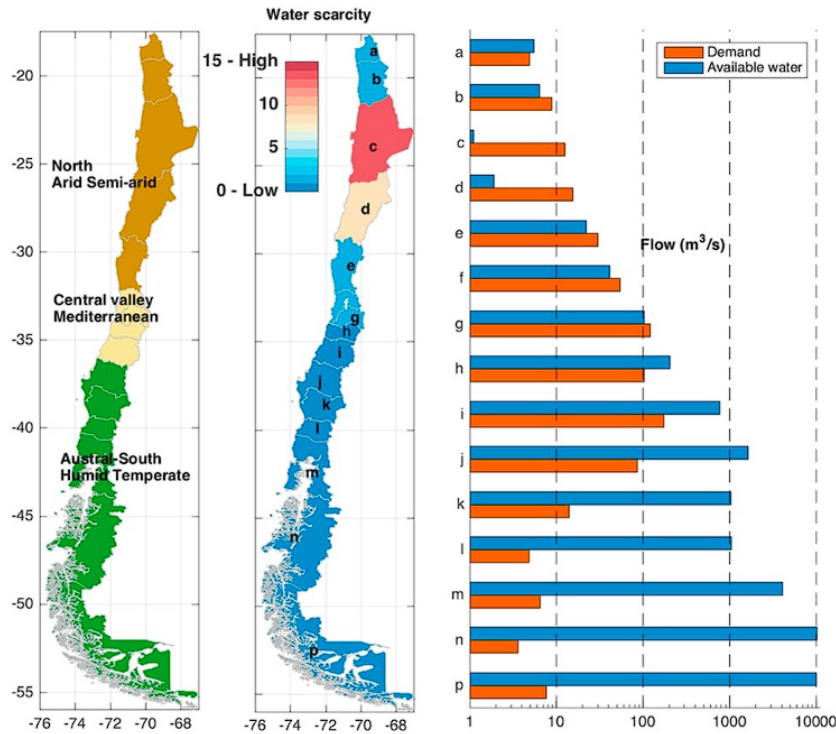 Water scarcity
15 - High
10
5
0 - Low
North
Arid Semi-arid
Central valley
Mediterranean
Austral-South
Humid Temperate
-20
-25
-30
-35
-40
-45
-50
-55
-76 -74 -72 -70 -68
a
b
c
d
e
f
g
h
i
j
k
l
m
n
p
-76 -74 -72 -70 -68
Demand
Available water
Flow (m³/s)
a
b
c
d
e
f
g
h
i
j
k
l
m
n
p
1 10 100 1000 10000